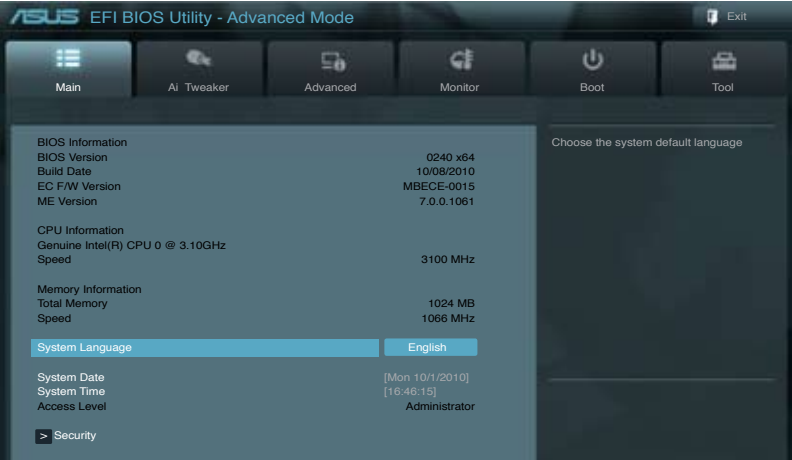 ASUS EFI BIOS Utility - Advanced Mode Exit
Main Ai Tweaker Advanced Monitor Boot Tool
Choose the system default language
BIOS Information
BIOS Version 0240 x64
Build Date 10/08/2010
EC F/W Version MBECE-0015
ME Version 7.0.0.1061
CPU Information
Genuine Intel(R) CPU 0 @ 3.10GHz
Speed 3100 MHz
Memory Information
Total Memory 1024 MB
Speed 1066 MHz
System Language English
System Date [Mon 10/1/2010]
System Time [16:46:15]
Access Level Administrator
> Security